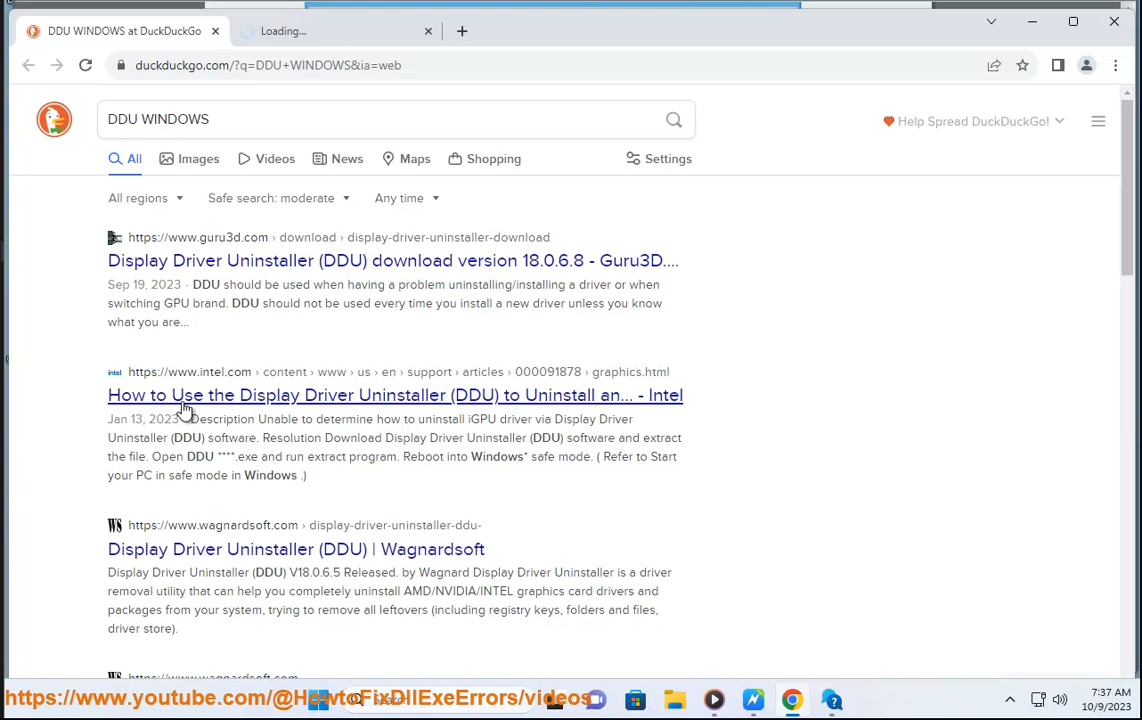 DDU WINDOWS at DuckDuckGo
Loading...
duckduckgo.com/?q=DDU+WINDOWS&ia=web
DDU WINDOWS
Help Spread DuckDuckGo!
All Images Videos News Maps Shopping Settings
All regions Safe search: moderate Any time
https://www.guru3d.com › download › display-driver-uninstaller-download
Display Driver Uninstaller (DDU) download version 18.0.6.8 - Guru3D....
Sep 19, 2023 · DDU should be used when having a problem uninstalling/installing a driver or when
switching GPU brand. DDU should not be used every time you install a new driver unless you know
what you are...
intel https://www.intel.com › content › www › us › en › support › articles › 000091878 › graphics.html
How to Use the Display Driver Uninstaller (DDU) to Uninstall an... - Intel
Jan 13, 2023 Description Unable to determine how to uninstall iGPU driver via Display Driver
Uninstaller (DDU) software. Resolution Download Display Driver Uninstaller (DDU) software and extract
the file. Open DDU ****.exe and run extract program. Reboot into Windows* safe mode. ( Refer to Start
your PC in safe mode in Windows .)
WS https://www.wagnardsoft.com › display-driver-uninstaller-ddu-
Display Driver Uninstaller (DDU) | Wagnardsoft
Display Driver Uninstaller (DDU) V18.0.6.5 Released. by Wagnard Display Driver Uninstaller is a driver
removal utility that can help you completely uninstall AMD/NVIDIA/INTEL graphics card drivers and
packages from your system, trying to remove all leftovers (including registry keys, folders and files,
driver store).
https://www.youtube.com/@HowtoFixDllExeErrors/videos
7:37 AM
10/9/2023